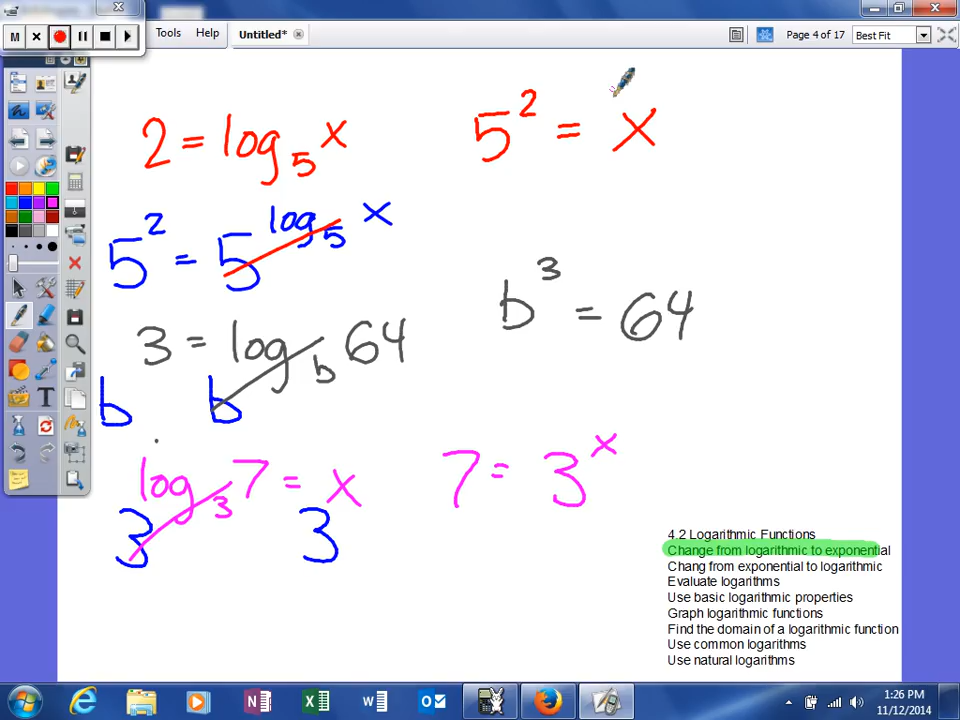 M
Tools Help Untitled* Page 4 of 17 Best Fit
2 = log₅ x 5² = x
5² = 5^(log₅ x)
3 = log_b 64 b³ = 64
b b
log₃ 7 = x 7 = 3ˣ
3 3
4.2 Logarithmic Functions
Change from logarithmic to exponential
Chang from exponential to logarithmic
Evaluate logarithms
Use basic logarithmic properties
Graph logarithmic functions
Find the domain of a logarithmic function
Use common logarithms
Use natural logarithms
1:26 PM
11/12/2014